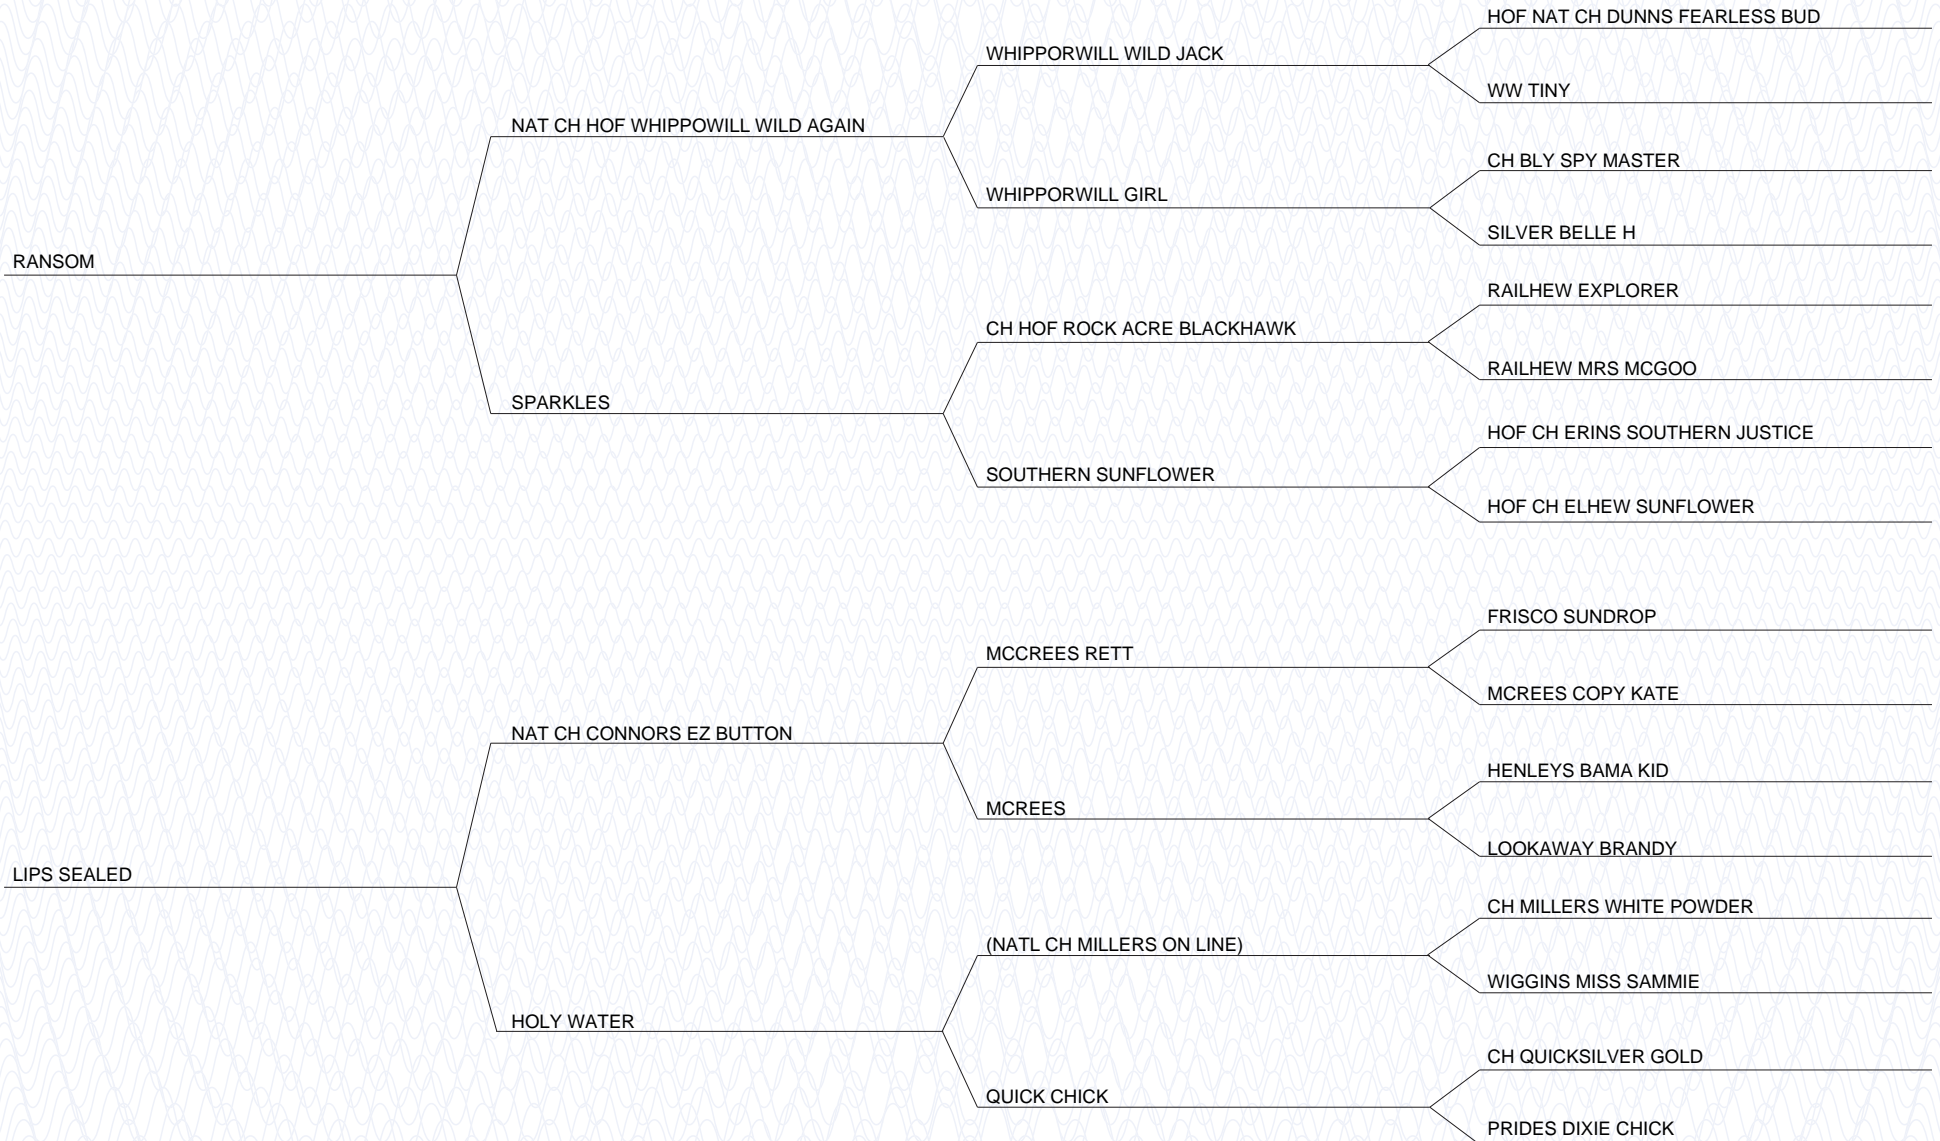 HOF NAT CH DUNNS FEARLESS BUD
WHIPPORWILL WILD JACK
WW TINY
NAT CH HOF WHIPPOWILL WILD AGAIN
CH BLY SPY MASTER
WHIPPORWILL GIRL
SILVER BELLE H
RANSOM
RAILHEW EXPLORER
CH HOF ROCK ACRE BLACKHAWK
RAILHEW MRS MCGOO
SPARKLES
HOF CH ERINS SOUTHERN JUSTICE
SOUTHERN SUNFLOWER
HOF CH ELHEW SUNFLOWER
FRISCO SUNDROP
MCCREES RETT
MCREES COPY KATE
NAT CH CONNORS EZ BUTTON
HENLEYS BAMA KID
MCREES
LOOKAWAY BRANDY
LIPS SEALED
CH MILLERS WHITE POWDER
(NATL CH MILLERS ON LINE)
WIGGINS MISS SAMMIE
HOLY WATER
CH QUICKSILVER GOLD
QUICK CHICK
PRIDES DIXIE CHICK